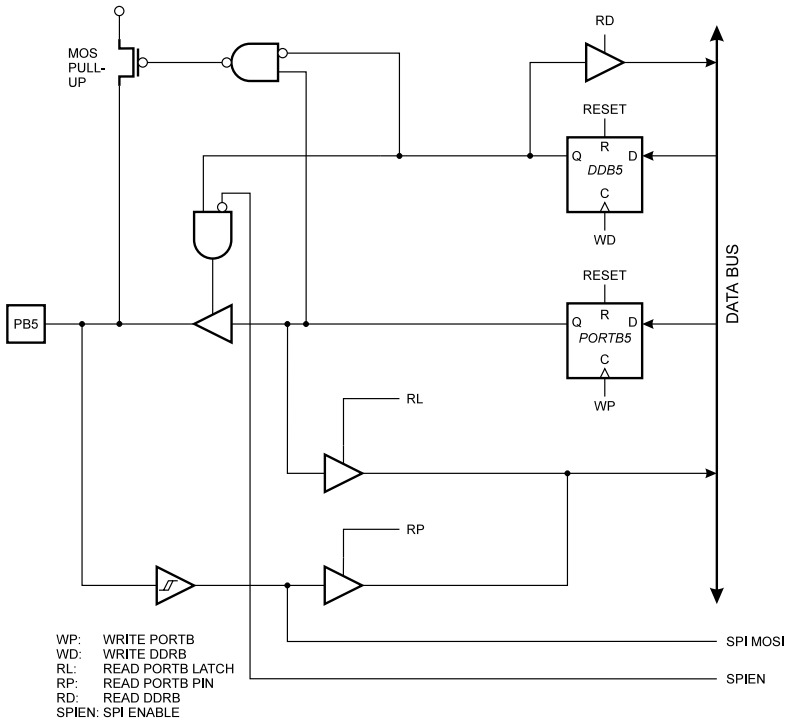 RD
MOS
PULL-
UP
RESET
R
Q
D
DDB5
C
WD
DATA BUS
RESET
PB5
R
Q
D
PORTB5
C
WP
RL
RP
WP: WRITE PORTB
WD: WRITE DDRB
RL: READ PORTB LATCH
RP: READ PORTB PIN
RD: READ DDRB
SPIEN: SPI ENABLE
SPI MOSI
SPIEN